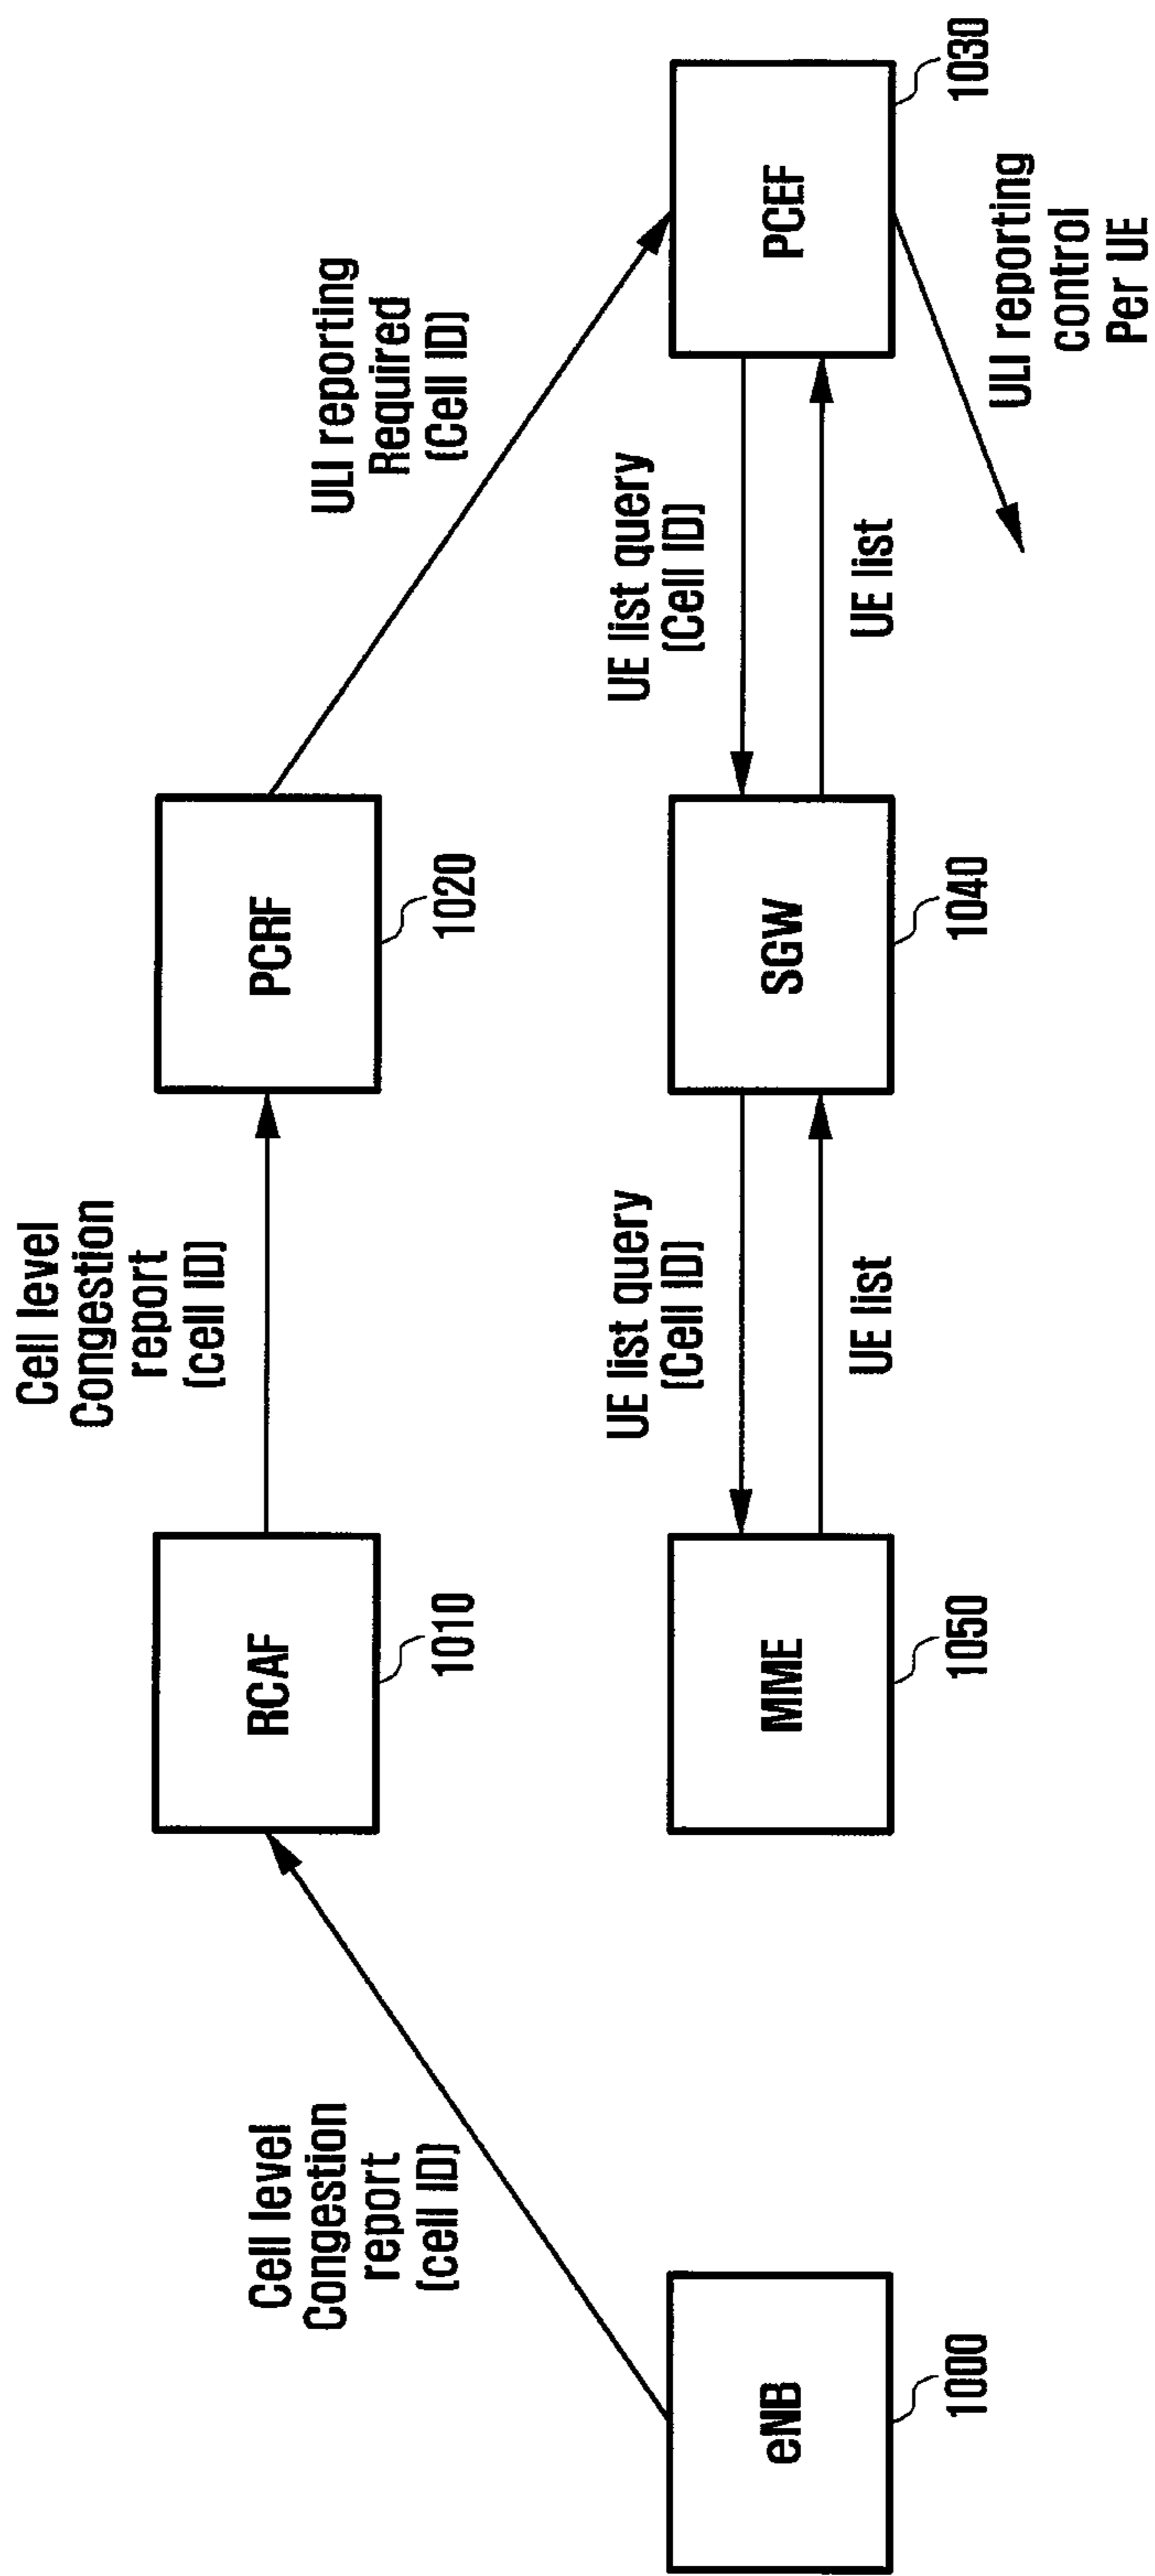 Cell level
Congestion
report
(cell ID)
ULI reporting
Required
(Cell ID)
RCAF
1010
PCRF
1020
Cell level
Congestion
report
(cell ID)
UE list query
(Cell ID)
UE list query
(Cell ID)
eNB
1000
MME
1050
UE list
SGW
1040
UE list
PCEF
1030
ULI reporting
control
Per UE